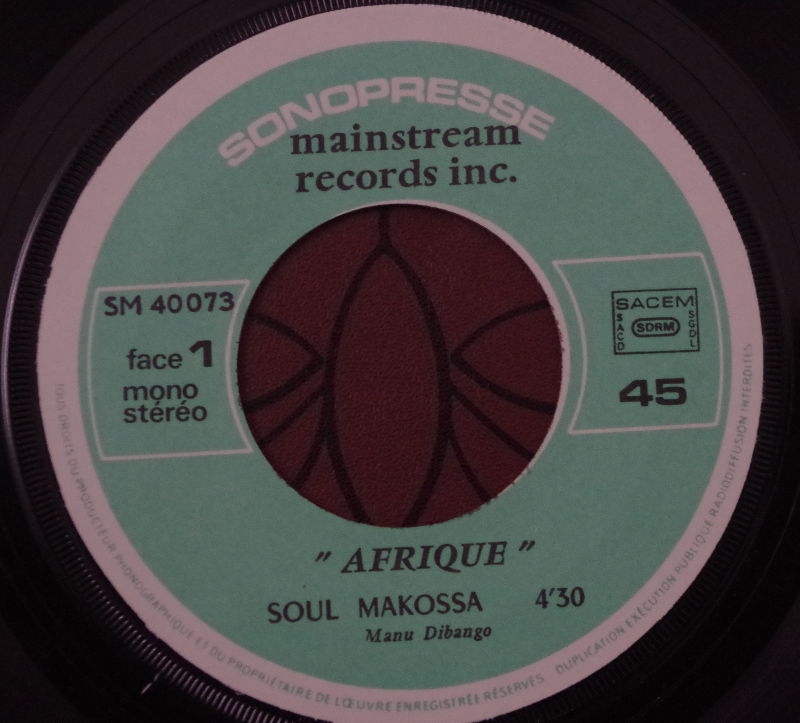 SONOPRESSE
mainstream
records inc.
SM 40073
face 1
mono
stéréo
SACEM
SACD
SDRM
SGDL
45
" AFRIQUE "
SOUL MAKOSSA 4'30
Manu Dibango
TOUS DROITS DU PRODUCTEUR PHONOGRAPHIQUE ET DU PROPRIÉTAIRE DE L'ŒUVRE ENREGISTRÉE RÉSERVÉS DUPLICATION EXÉCUTION PUBLIQUE RADIODIFFUSION INTERDITES